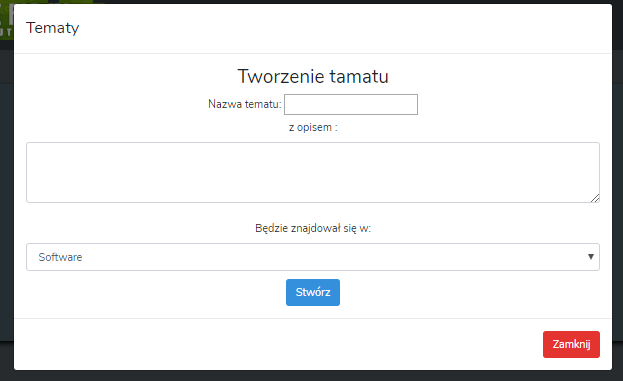 Tematy
Tworzenie tamatu
Nazwa tematu:
z opisem :
Będzie znajdował się w:
Software
Stwórz
Zamknij